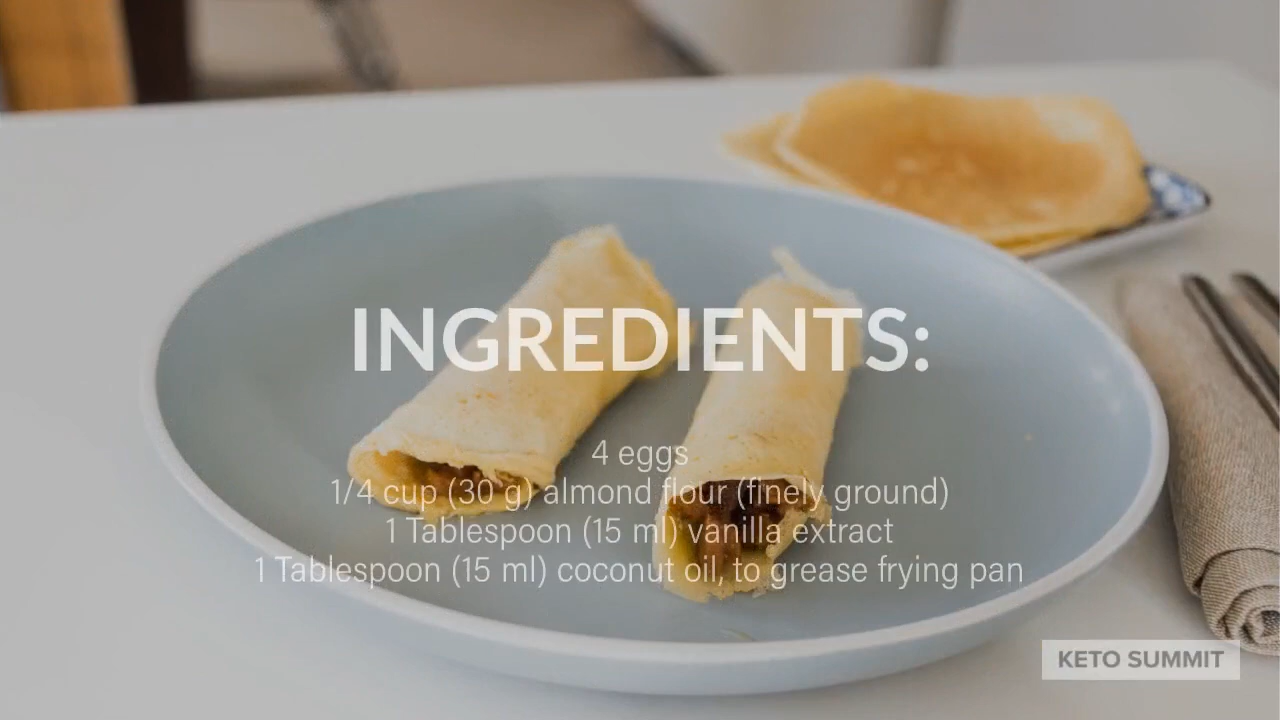 INGREDIENTS:
4 eggs
1/4 cup (30 g) almond flour (finely ground)
1 Tablespoon (15 ml) vanilla extract
1 Tablespoon (15 ml) coconut oil, to grease frying pan
KETO SUMMIT